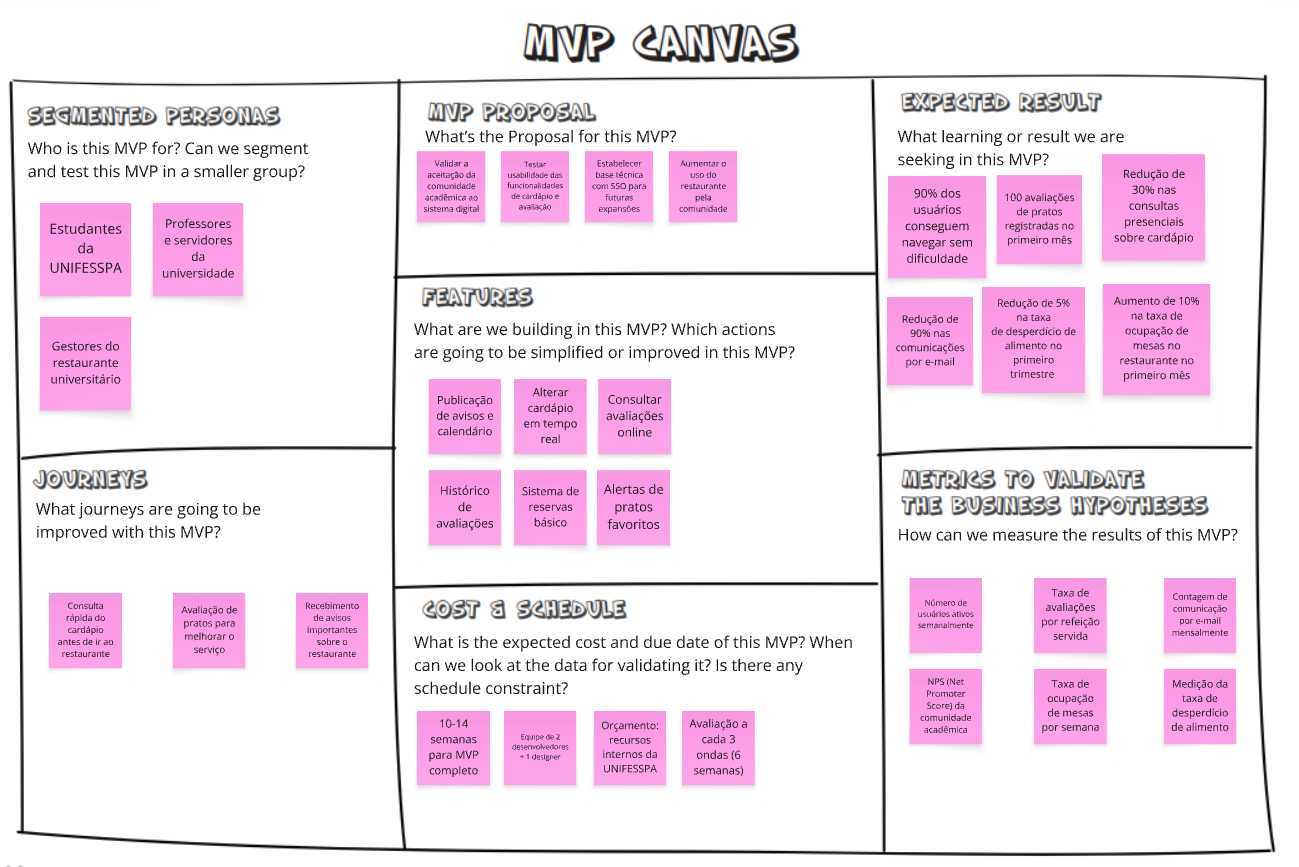 MVP CANVAS
SEGMENTED PERSONAS
Who is this MVP for? Can we segment
and test this MVP in a smaller group?
Estudantes
da
UNIFESSPA
Professores
e servidores
da
universidade
Gestores do
restaurante
universitário
MVP PROPOSAL
What's the Proposal for this MVP?
Validar a
aceitação da
comunidade
acadêmica ao
sistema digital
Testar
usabilidade das
funcionalidades
de cardápio e
avaliação
Estabelecer
base técnica
com SSO para
futuras
expansões
Aumentar o
uso do
restaurante
pela
comunidade
EXPECTED RESULT
What learning or result we are
seeking in this MVP?
90% dos
usuários
conseguem
navegar sem
dificuldade
100 avaliações
de pratos
registradas no
primeiro mês
Redução de
30% nas
consultas
presenciais
sobre cardápio
Redução de
90% nas
comunicações
por e-mail
Redução de 5%
na taxa
de desperdício de
alimento no
primeiro
trimestre
Aumento de 10%
na taxa de
ocupação de
mesas no
restaurante no
primeiro mês
FEATURES
What are we building in this MVP? Which actions
are going to be simplified or improved in this MVP?
Publicação
de avisos e
calendário
Alterar
cardápio
em tempo
real
Consultar
avaliações
online
Histórico
de
avaliações
Sistema de
reservas
básico
Alertas de
pratos
favoritos
JOURNEYS
What journeys are going to be
improved with this MVP?
Consulta
rápida do
cardápio
antes de ir ao
restaurante
Avaliação de
pratos para
melhorar o
serviço
Recebimento
de avisos
importantes
sobre o
restaurante
COST & SCHEDULE
What is the expected cost and due date of this MVP? When
can we look at the data for validating it? Is there any
schedule constraint?
10-14
semanas
para MVP
completo
Equipe de 2
desenvolvedores
+ 1 designer
Orçamento:
recursos
internos da
UNIFESSPA
Avaliação a
cada 3
ondas (6
semanas)
METRICS TO VALIDATE
THE BUSINESS HYPOTHESES
How can we measure the results of this MVP?
Número de
usuários ativos
semanalmente
Taxa de
avaliações
por refeição
servida
Contagem de
comunicação
por e-mail
mensalmente
NPS (Net
Promoter
Score) da
comunidade
acadêmica
Taxa de
ocupação
de mesas
por semana
Medição da
taxa de
desperdício
de alimento